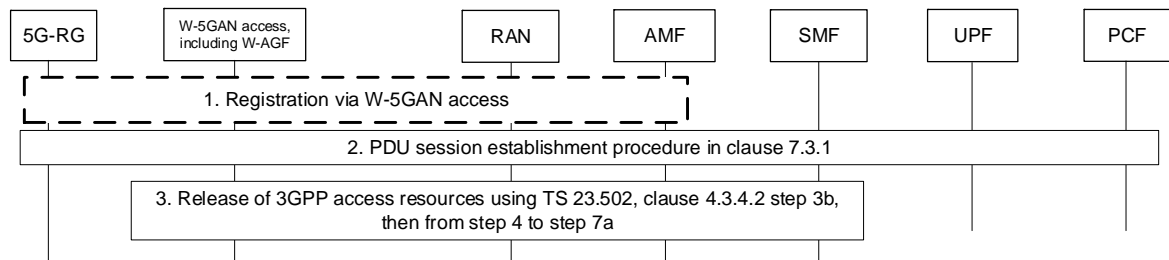 5G-RG
W-5GAN access,
including W-AGF
RAN
AMF
SMF
UPF
PCF
1. Registration via W-5GAN access
2. PDU session establishment procedure in clause 7.3.1
3. Release of 3GPP access resources using TS 23.502, clause 4.3.4.2 step 3b,
then from step 4 to step 7a